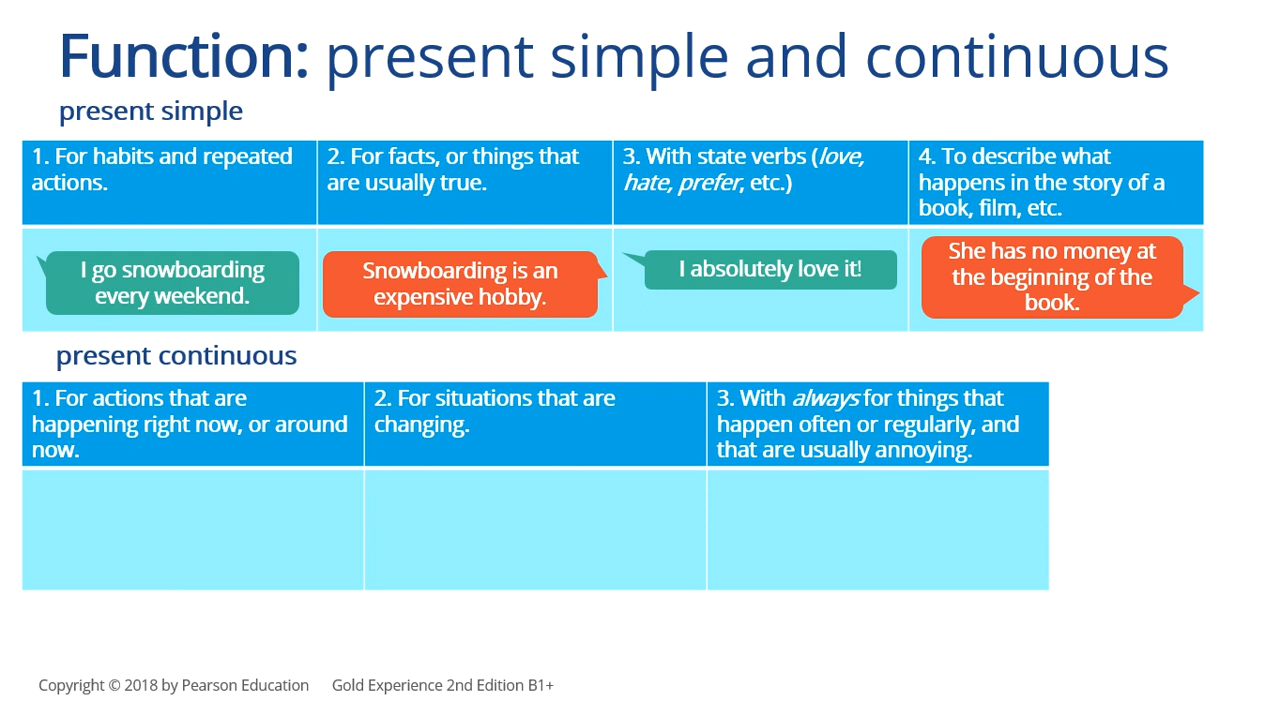 Function: present simple and continuous
present simple
1. For habits and repeated
actions.
2. For facts, or things that
are usually true.
3. With state verbs (love,
hate, prefer, etc.)
4. To describe what
happens in the story of a
book, film, etc.
I go snowboarding
every weekend.
Snowboarding is an
expensive hobby.
I absolutely love it!
She has no money at
the beginning of the
book.
present continuous
1. For actions that are
happening right now, or around
now.
2. For situations that are
changing.
3. With always for things that
happen often or regularly, and
that are usually annoying.
Copyright © 2018 by Pearson Education
Gold Experience 2nd Edition B1+